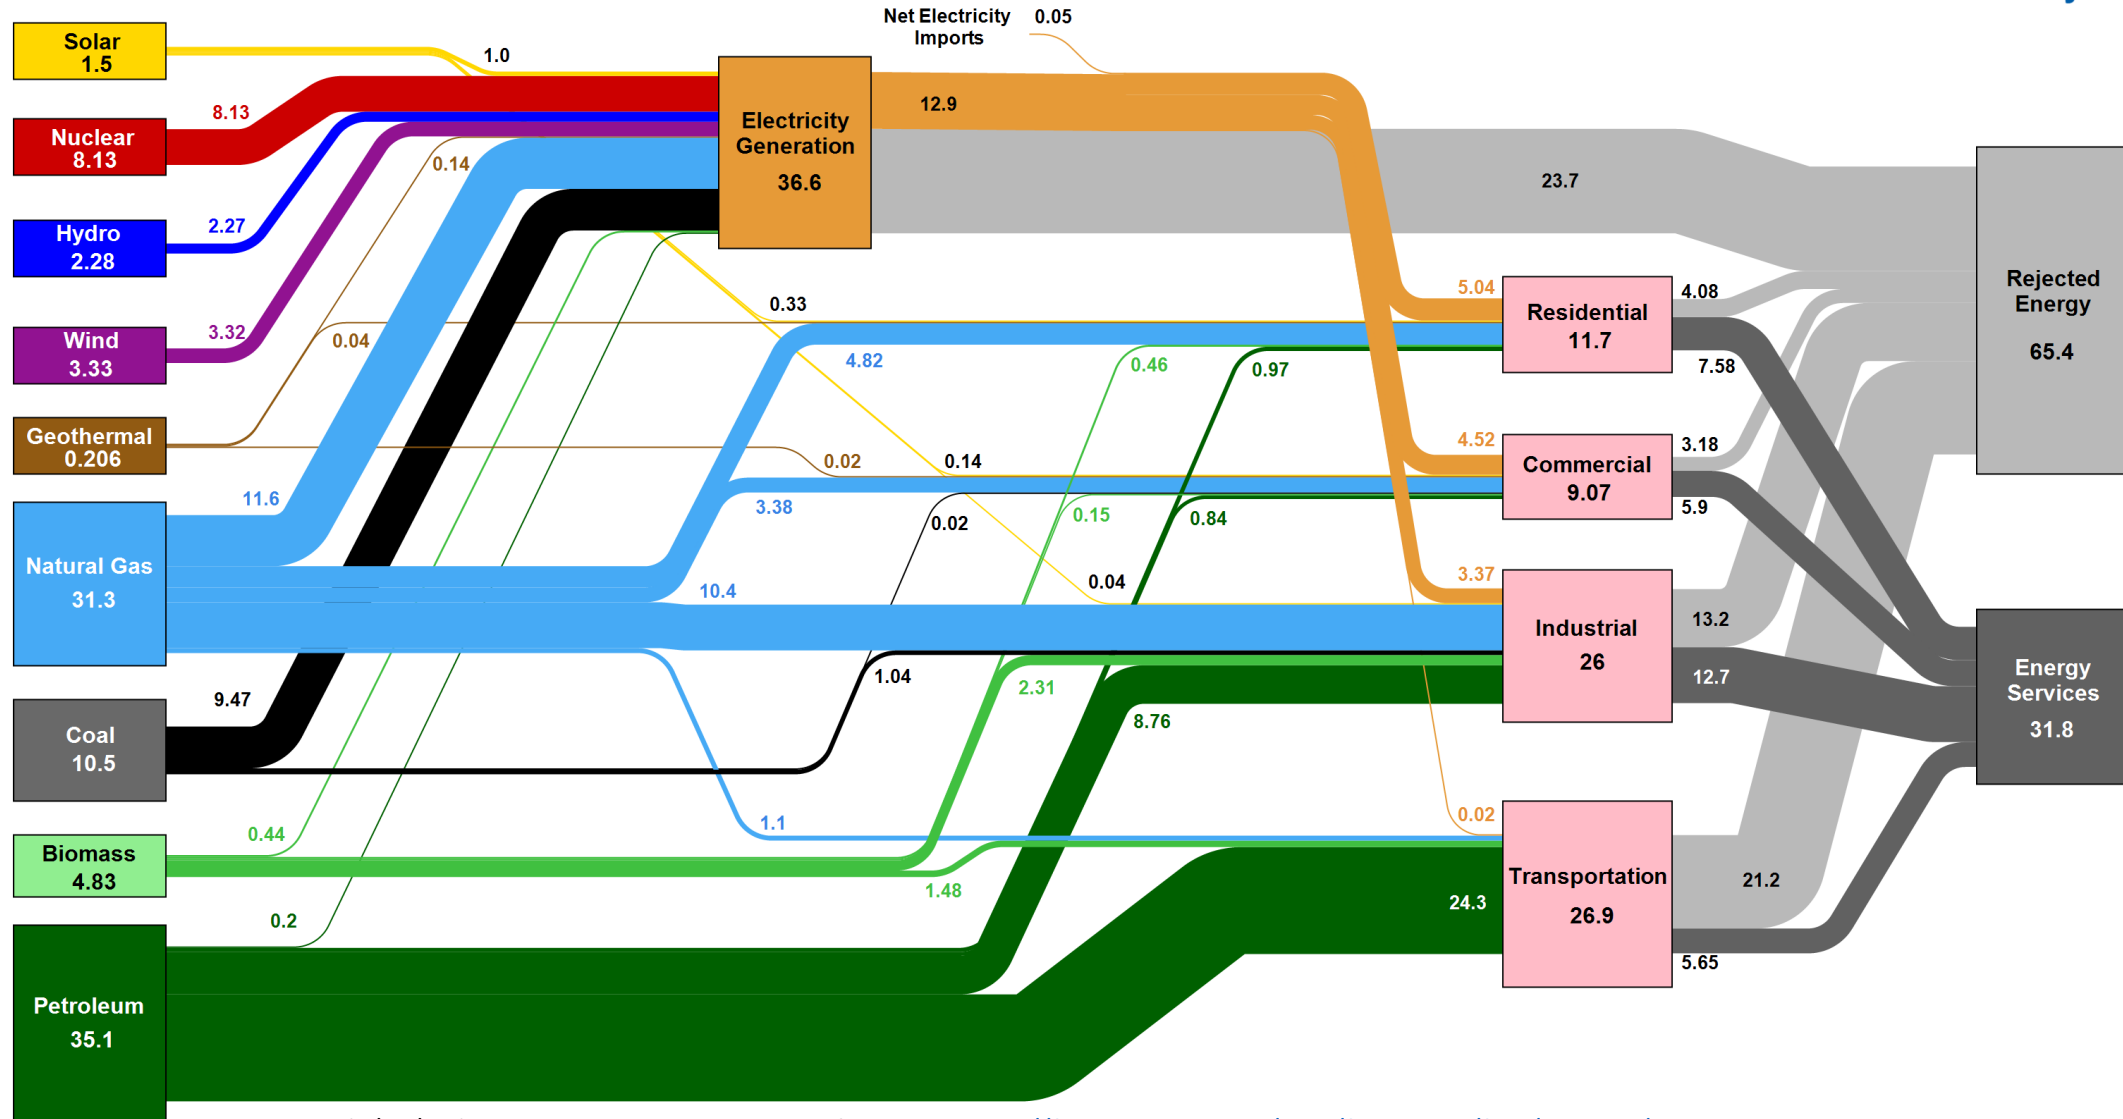 Net Electricity
Imports
0.05
Solar
1.5
1.0
Nuclear
8.13
8.13
Hydro
2.28
2.27
Wind
3.33
3.32
Geothermal
0.206
0.14
0.04
0.02
Natural Gas
31.3
11.6
4.82
3.38
10.4
1.1
Coal
10.5
9.47
0.02
1.04
Biomass
4.83
0.44
0.46
0.15
2.31
1.48
Petroleum
35.1
0.2
0.97
0.84
8.76
24.3
Electricity
Generation
36.6
12.9
23.7
0.33
0.14
0.04
5.04
4.52
3.37
0.02
Residential
11.7
4.08
7.58
Commercial
9.07
3.18
5.9
Industrial
26
13.2
12.7
Transportation
26.9
21.2
5.65
Rejected
Energy
65.4
Energy
Services
31.8